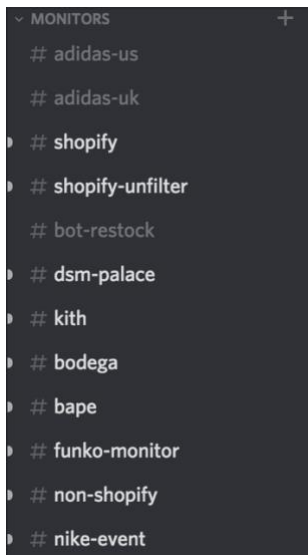 MONITORS +
# adidas-us
# adidas-uk
# shopify
# shopify-unfilter
# bot-restock
# dsm-palace
# kith
# bodega
# bape
# funko-monitor
# non-shopify
# nike-event